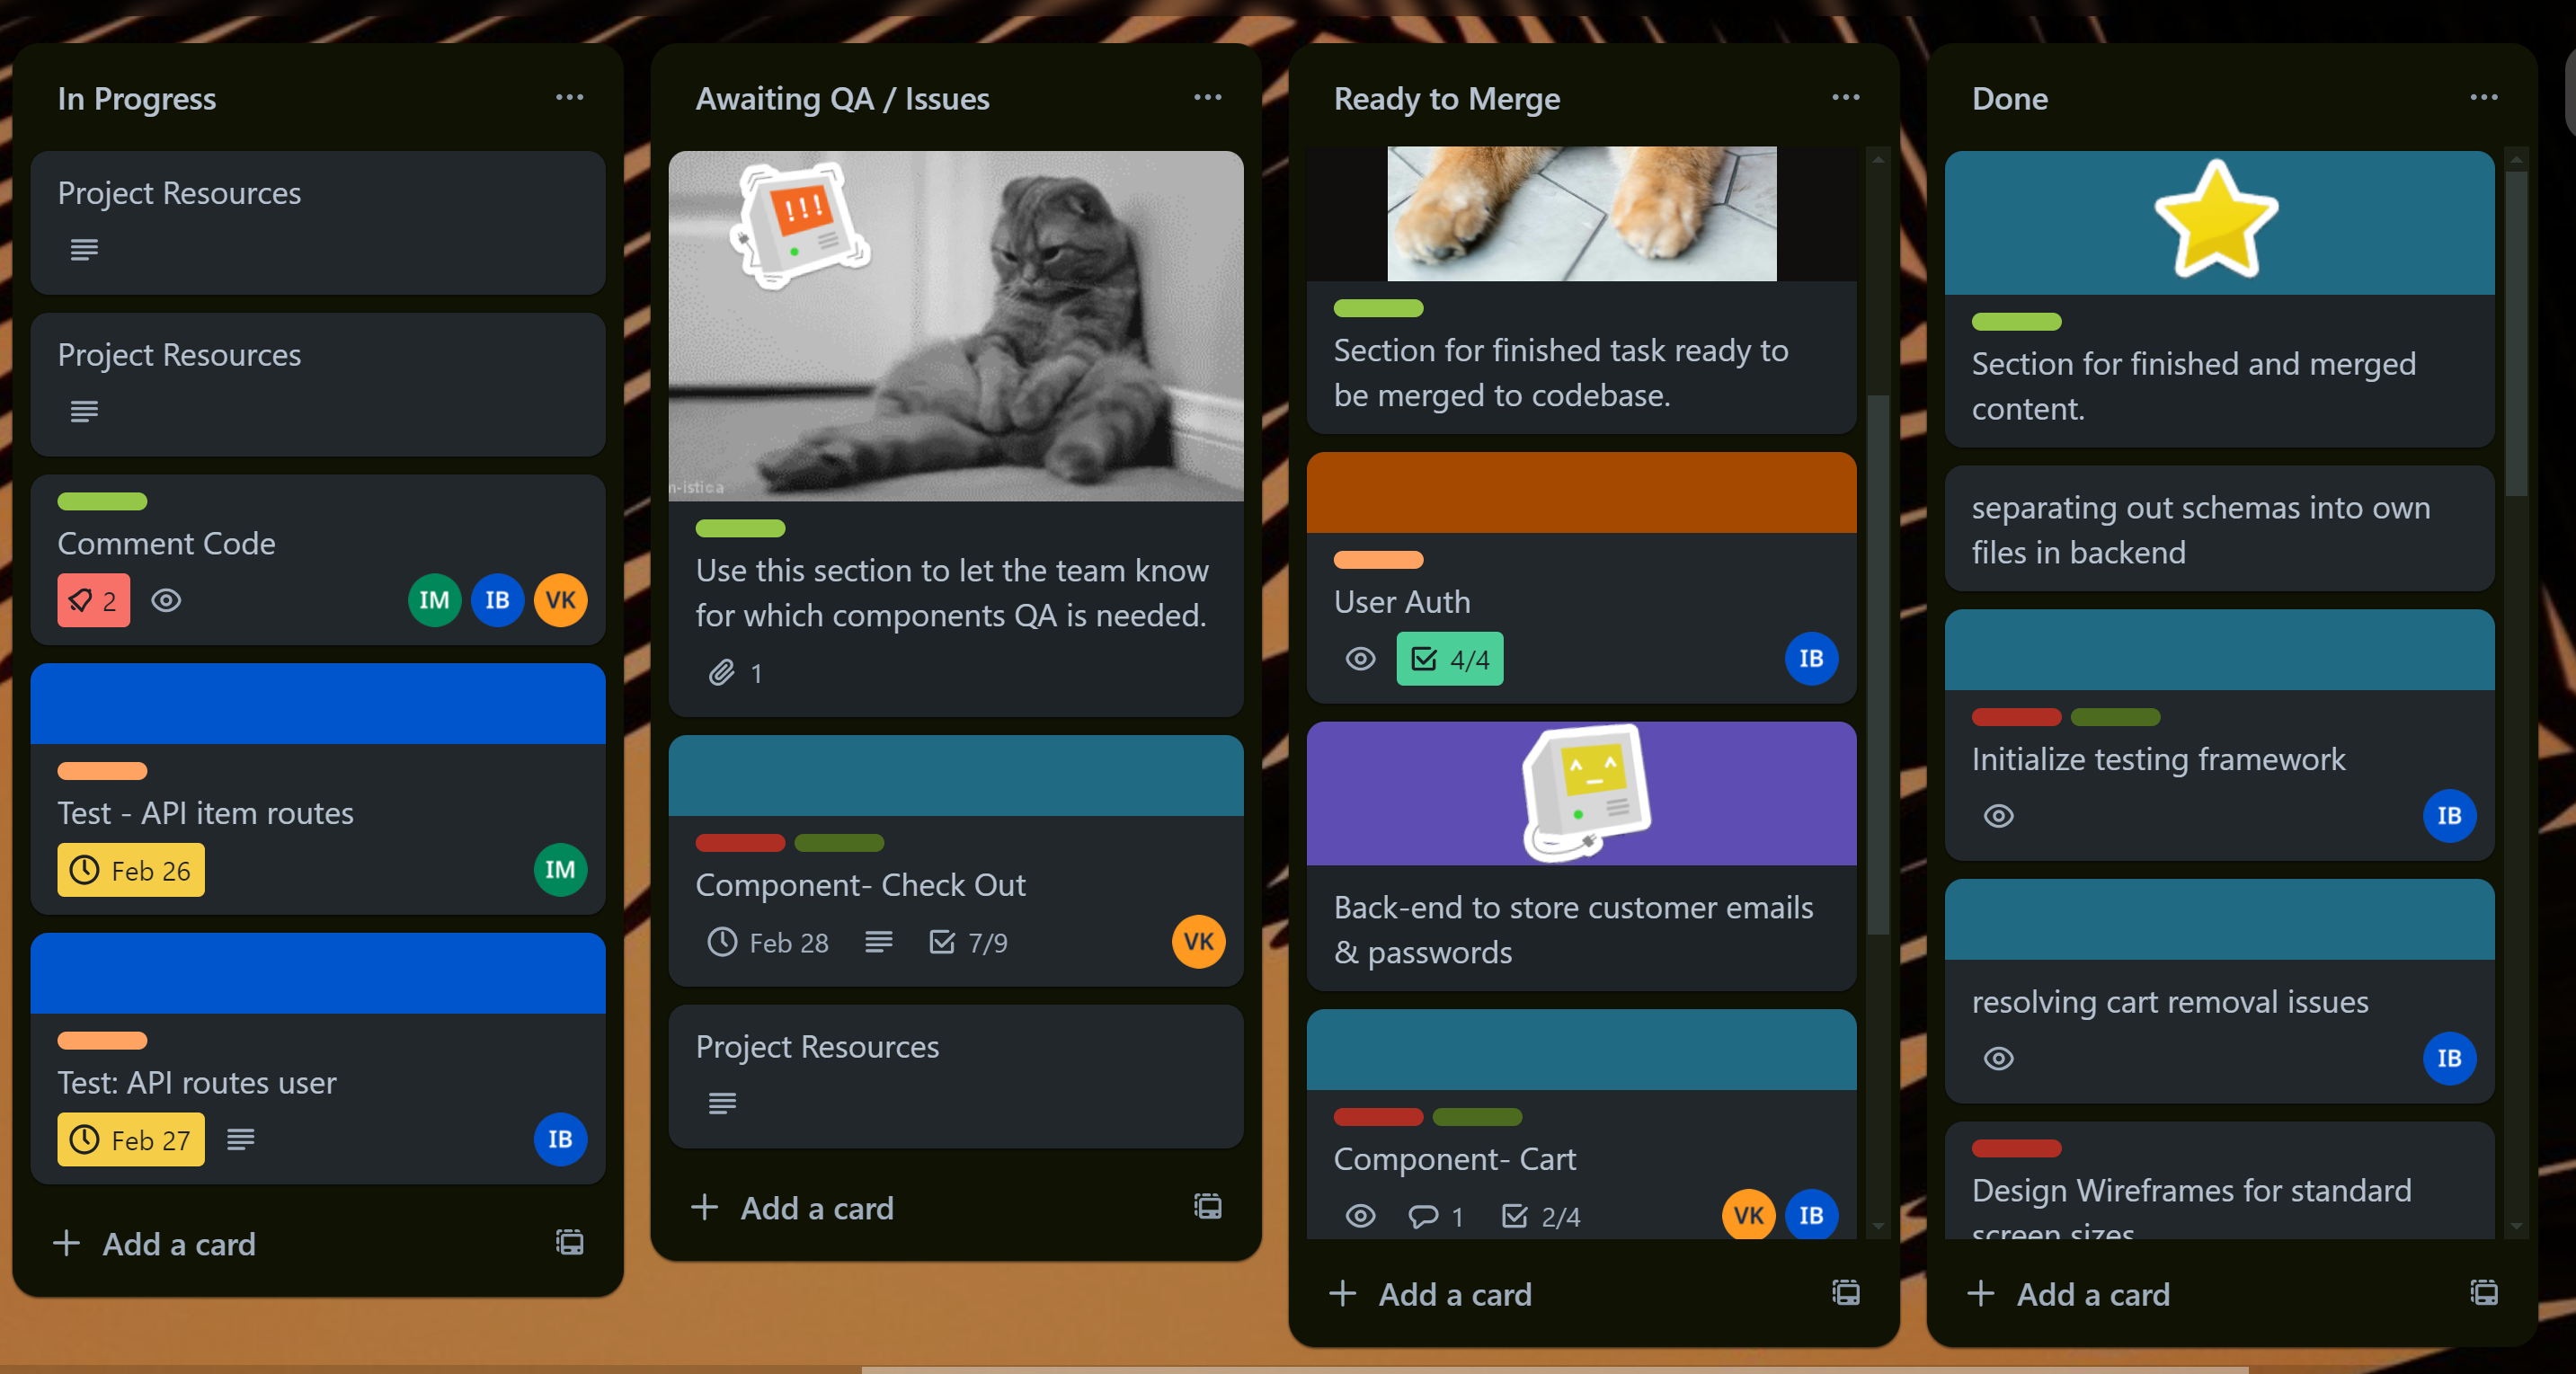 In Progress
Project Resources
Project Resources
Comment Code
2
IM
IB
VK
Test - API item routes
Feb 26
IM
Test: API routes user
Feb 27
IB
Add a card
Awaiting QA / Issues
!!!
n-istica
Use this section to let the team know
for which components QA is needed.
1
Component- Check Out
Feb 28
7/9
VK
Project Resources
Add a card
Ready to Merge
Section for finished task ready to
be merged to codebase.
User Auth
4/4
IB
Back-end to store customer emails
& passwords
Component- Cart
1
2/4
VK
IB
Add a card
Done
Section for finished and merged
content.
separating out schemas into own
files in backend
Initialize testing framework
IB
resolving cart removal issues
IB
Design Wireframes for standard
screen sizes
Add a card